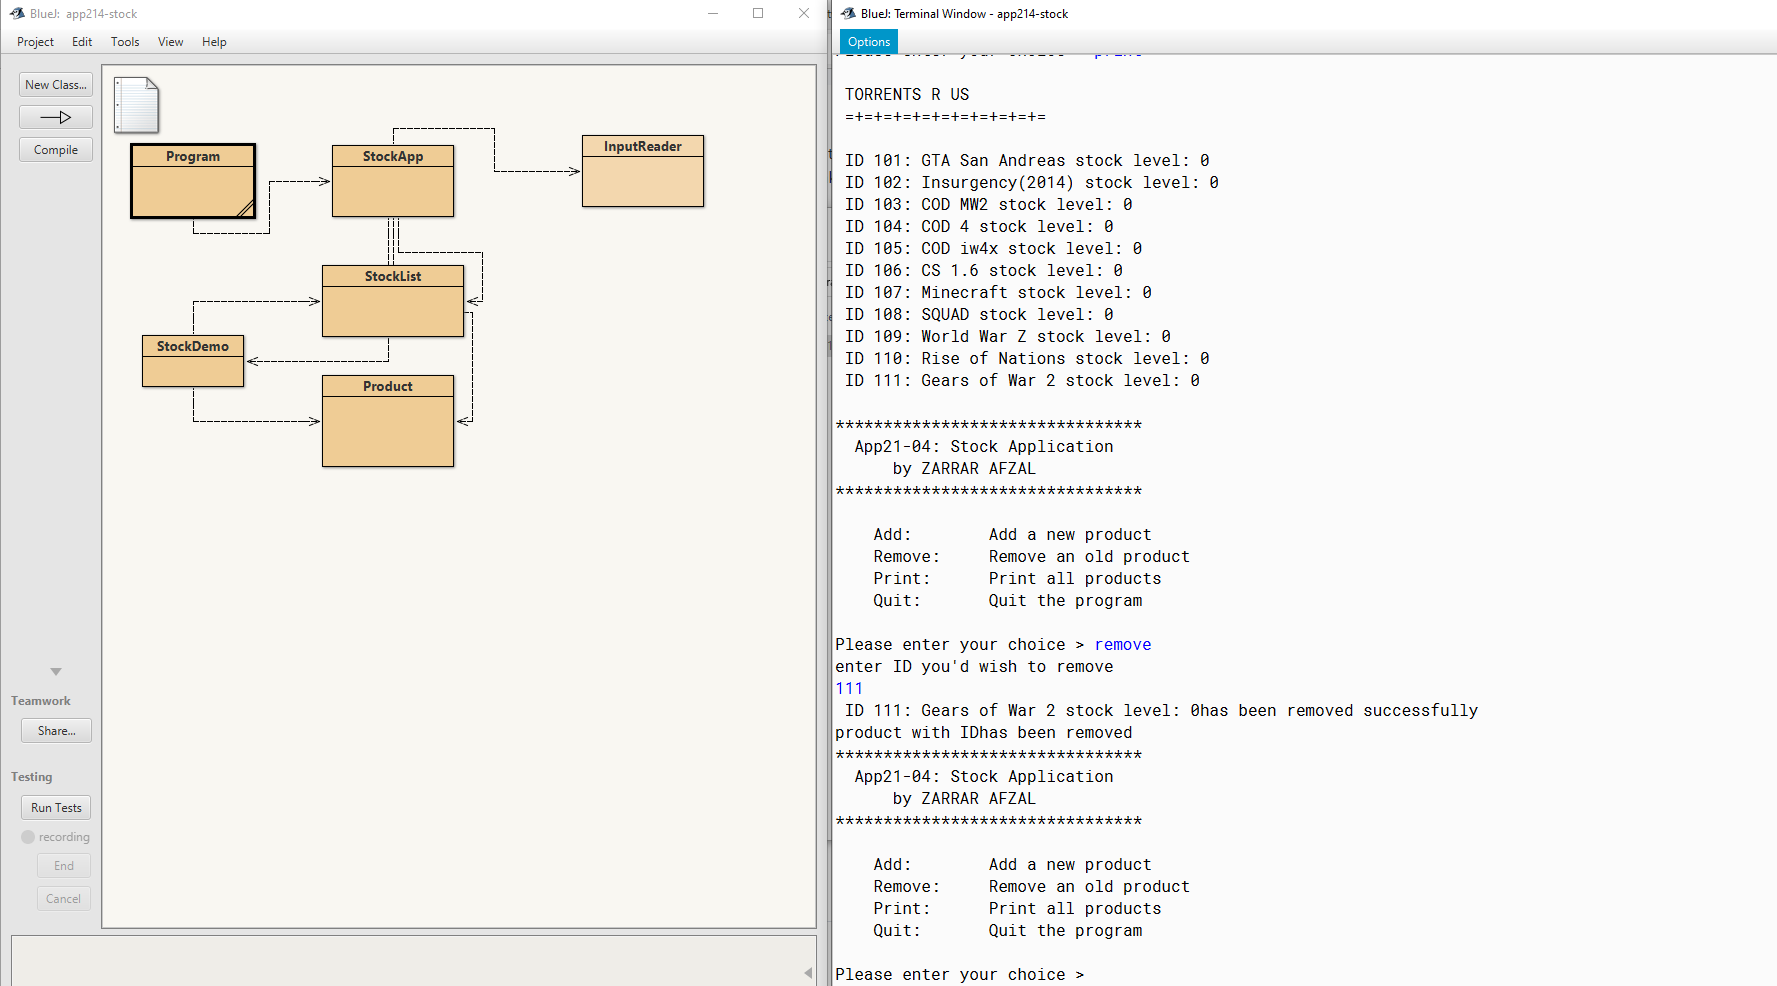 BlueJ: app214-stock
Project Edit Tools View Help
New Class...
Compile
Program
StockApp
InputReader
StockList
StockDemo
Product
Teamwork
Share...
Testing
Run Tests
recording
End
Cancel
BlueJ: Terminal Window - app214-stock
Options
Please enter your choice > print
TORRENTS R US
=+=+=+=+=+=+=+=+=+=+=
ID 101: GTA San Andreas stock level: 0
ID 102: Insurgency(2014) stock level: 0
ID 103: COD MW2 stock level: 0
ID 104: COD 4 stock level: 0
ID 105: COD iw4x stock level: 0
ID 106: CS 1.6 stock level: 0
ID 107: Minecraft stock level: 0
ID 108: SQUAD stock level: 0
ID 109: World War Z stock level: 0
ID 110: Rise of Nations stock level: 0
ID 111: Gears of War 2 stock level: 0
********************************
App21-04: Stock Application
by ZARRAR AFZAL
********************************
Add: Add a new product
Remove: Remove an old product
Print: Print all products
Quit: Quit the program
Please enter your choice > remove
enter ID you'd wish to remove
111
ID 111: Gears of War 2 stock level: 0has been removed successfully
product with IDhas been removed
********************************
App21-04: Stock Application
by ZARRAR AFZAL
********************************
Add: Add a new product
Remove: Remove an old product
Print: Print all products
Quit: Quit the program
Please enter your choice >